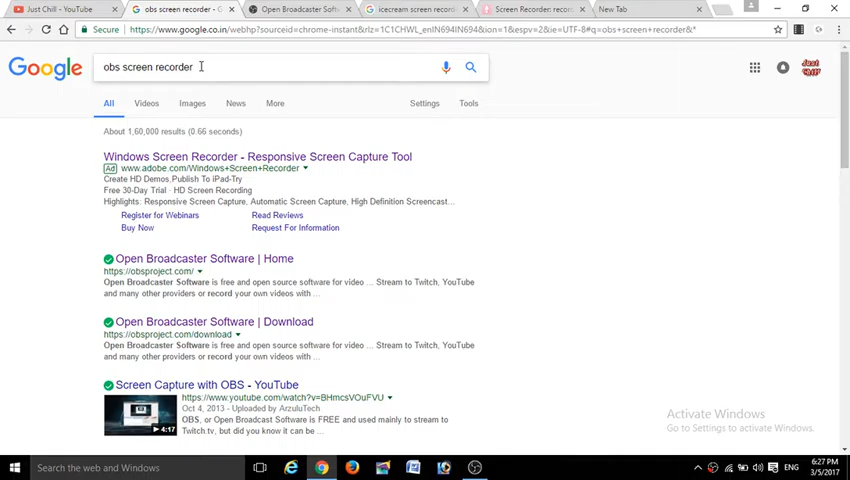 Just Chill - YouTube
obs screen recorder -
Open Broadcaster Softwa
icecream screen recorde
Screen Recorder: recor
New Tab
Secure
https://www.google.co.in/webhp?sourceid=chrome-instant&rlz=1C1CHWL_enIN694IN694&ion=1&espv=2&ie=UTF-8#q=obs+screen+recorder&*
Google
obs screen recorder
All Videos Images News More Settings Tools
About 1,60,000 results (0.66 seconds)
Windows Screen Recorder - Responsive Screen Capture Tool
Ad www.adobe.com/Windows+Screen+Recorder
Create HD Demos,Publish To iPad-Try
Free 30-Day Trial · HD Screen Recording
Highlights: Responsive Screen Capture, Automatic Screen Capture, High Definition Screencast...
Register for Webinars Read Reviews
Buy Now Request For Information
Open Broadcaster Software | Home
https://obsproject.com/
Open Broadcaster Software is free and open source software for video ... Stream to Twitch, YouTube
and many other providers or record your own videos with ...
Open Broadcaster Software | Download
https://obsproject.com/download
Open Broadcaster Software is free and open source software for video ... Stream to Twitch, YouTube
and many other providers or record your own videos with ...
Screen Capture with OBS - YouTube
https://www.youtube.com/watch?v=BHmcsVOuFVU
Oct 4, 2013 - Uploaded by ArzuluTech
4:17
OBS, or Open Broadcast Software is FREE and used mainly to stream to
Twitch.tv, but did you know it can be ...
Activate Windows
Go to Settings to activate Windows.
Search the web and Windows
ENG
6:27 PM
3/5/2017